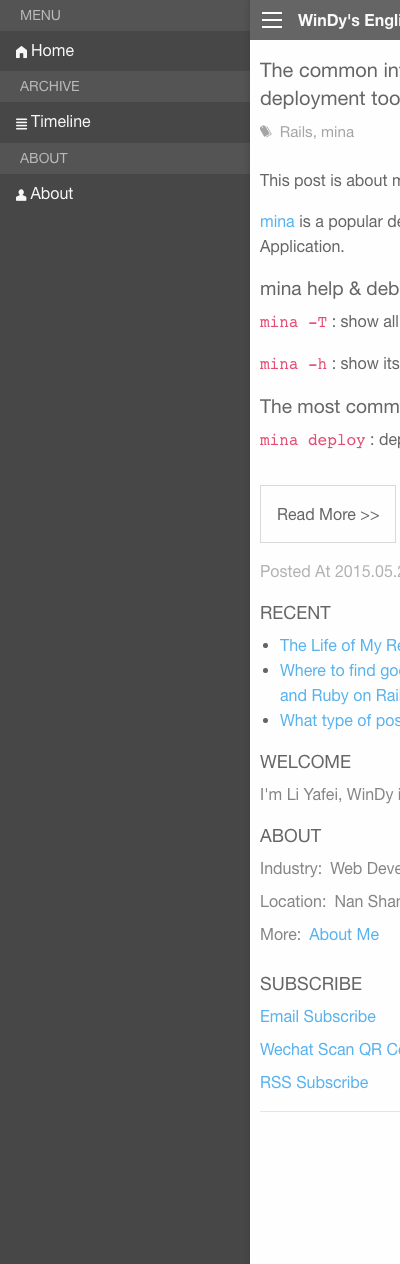 MENU
Home
ARCHIVE
Timeline
ABOUT
About
WinDy's Engli
The common in
deployment too
Rails, mina
This post is about m
mina is a popular de
Application.
mina help & deb
mina -T : show all
mina -h : show its
The most comm
mina deploy : dep
Read More >>
Posted At 2015.05.2
RECENT
The Life of My Re
Where to find goo
and Ruby on Rai
What type of pos
WELCOME
I'm Li Yafei, WinDy i
ABOUT
Industry: Web Deve
Location: Nan Shan
More: About Me
SUBSCRIBE
Email Subscribe
Wechat Scan QR Co
RSS Subscribe